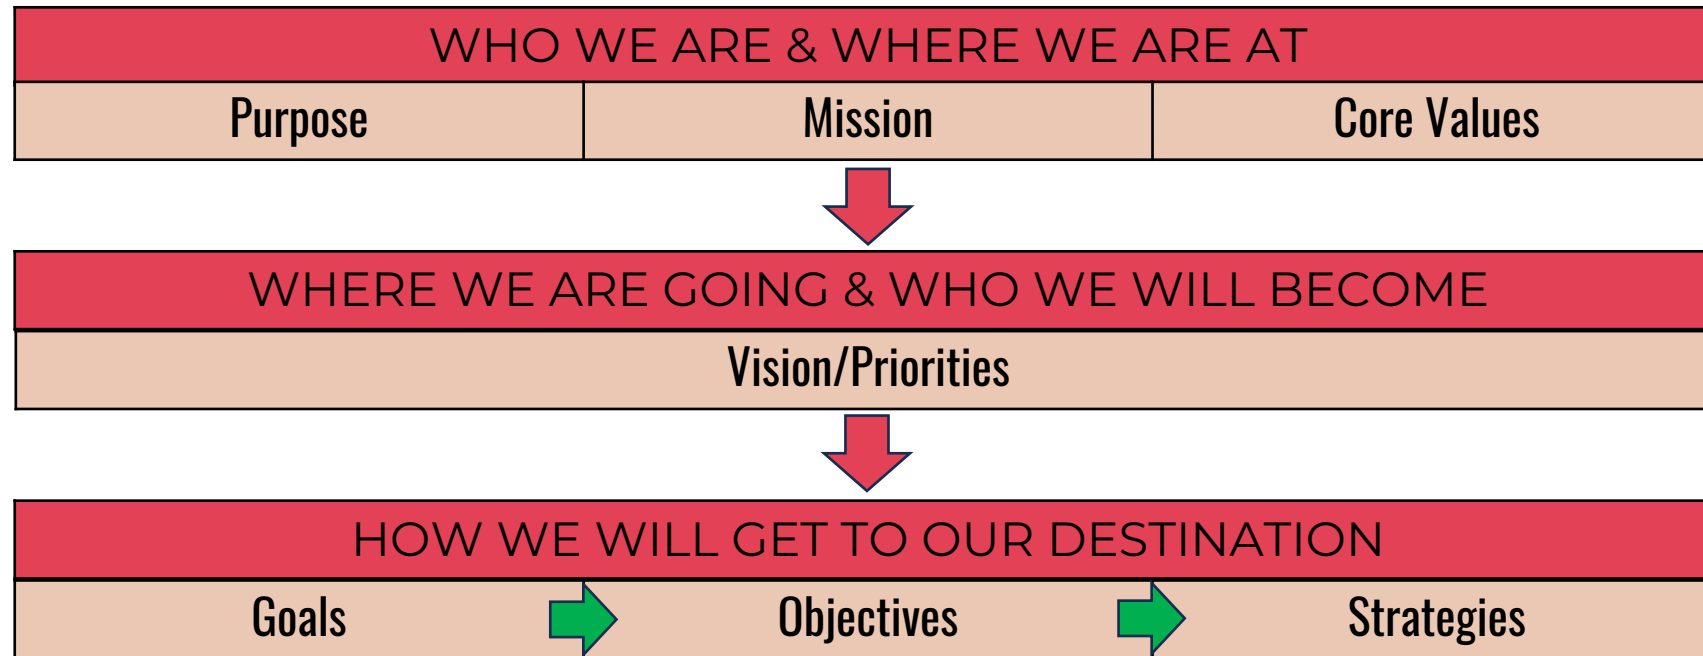 WHO WE ARE & WHERE WE ARE AT
Purpose Mission Core Values
WHERE WE ARE GOING & WHO WE WILL BECOME
Vision/Priorities
HOW WE WILL GET TO OUR DESTINATION
Goals Objectives Strategies